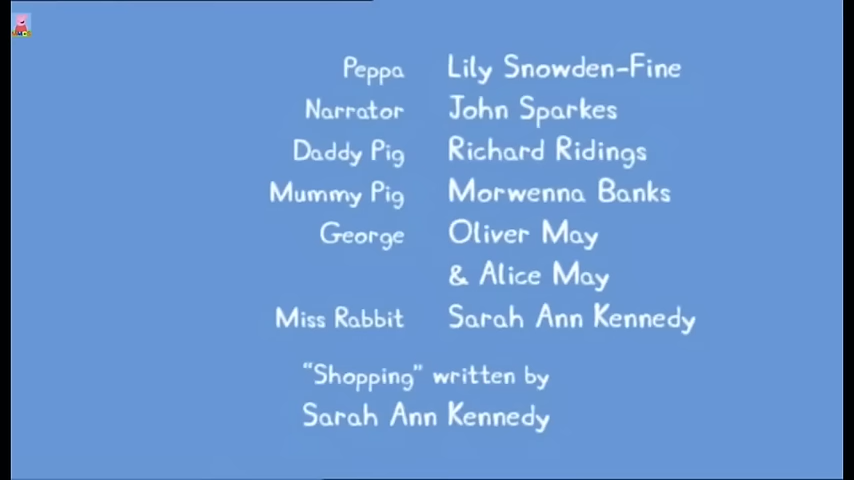 Peppa Lily Snowden-Fine
Narrator John Sparkes
Daddy Pig Richard Ridings
Mummy Pig Morwenna Banks
George Oliver May
& Alice May
Miss Rabbit Sarah Ann Kennedy
"Shopping" written by
Sarah Ann Kennedy